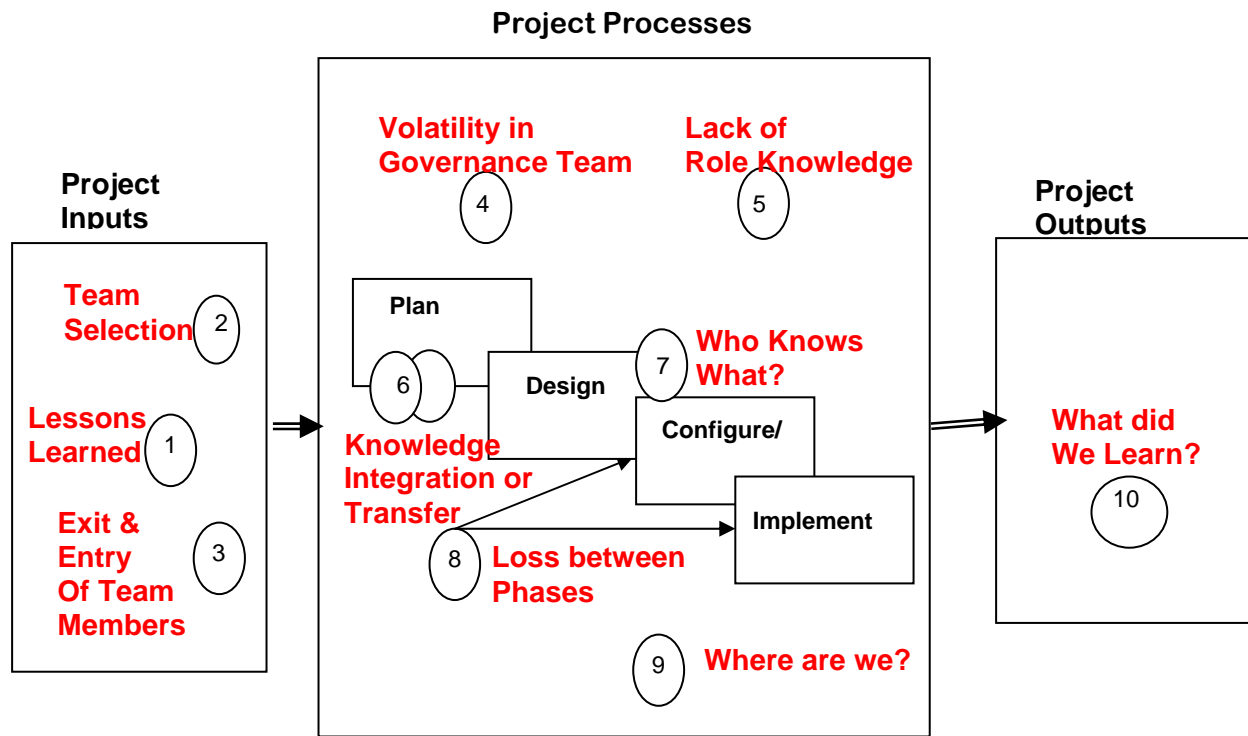 Project Processes
Project
Inputs
Team
Selection
2
Lessons
Learned
1
Exit &
Entry
Of Team
Members
3
Volatility in
Governance Team
4
Lack of
Role Knowledge
5
Plan
6
Design
7
Who Knows
What?
Configure/
Knowledge
Integration or
Transfer
Implement
8
Loss between
Phases
9
Where are we?
Project
Outputs
What did
We Learn?
10